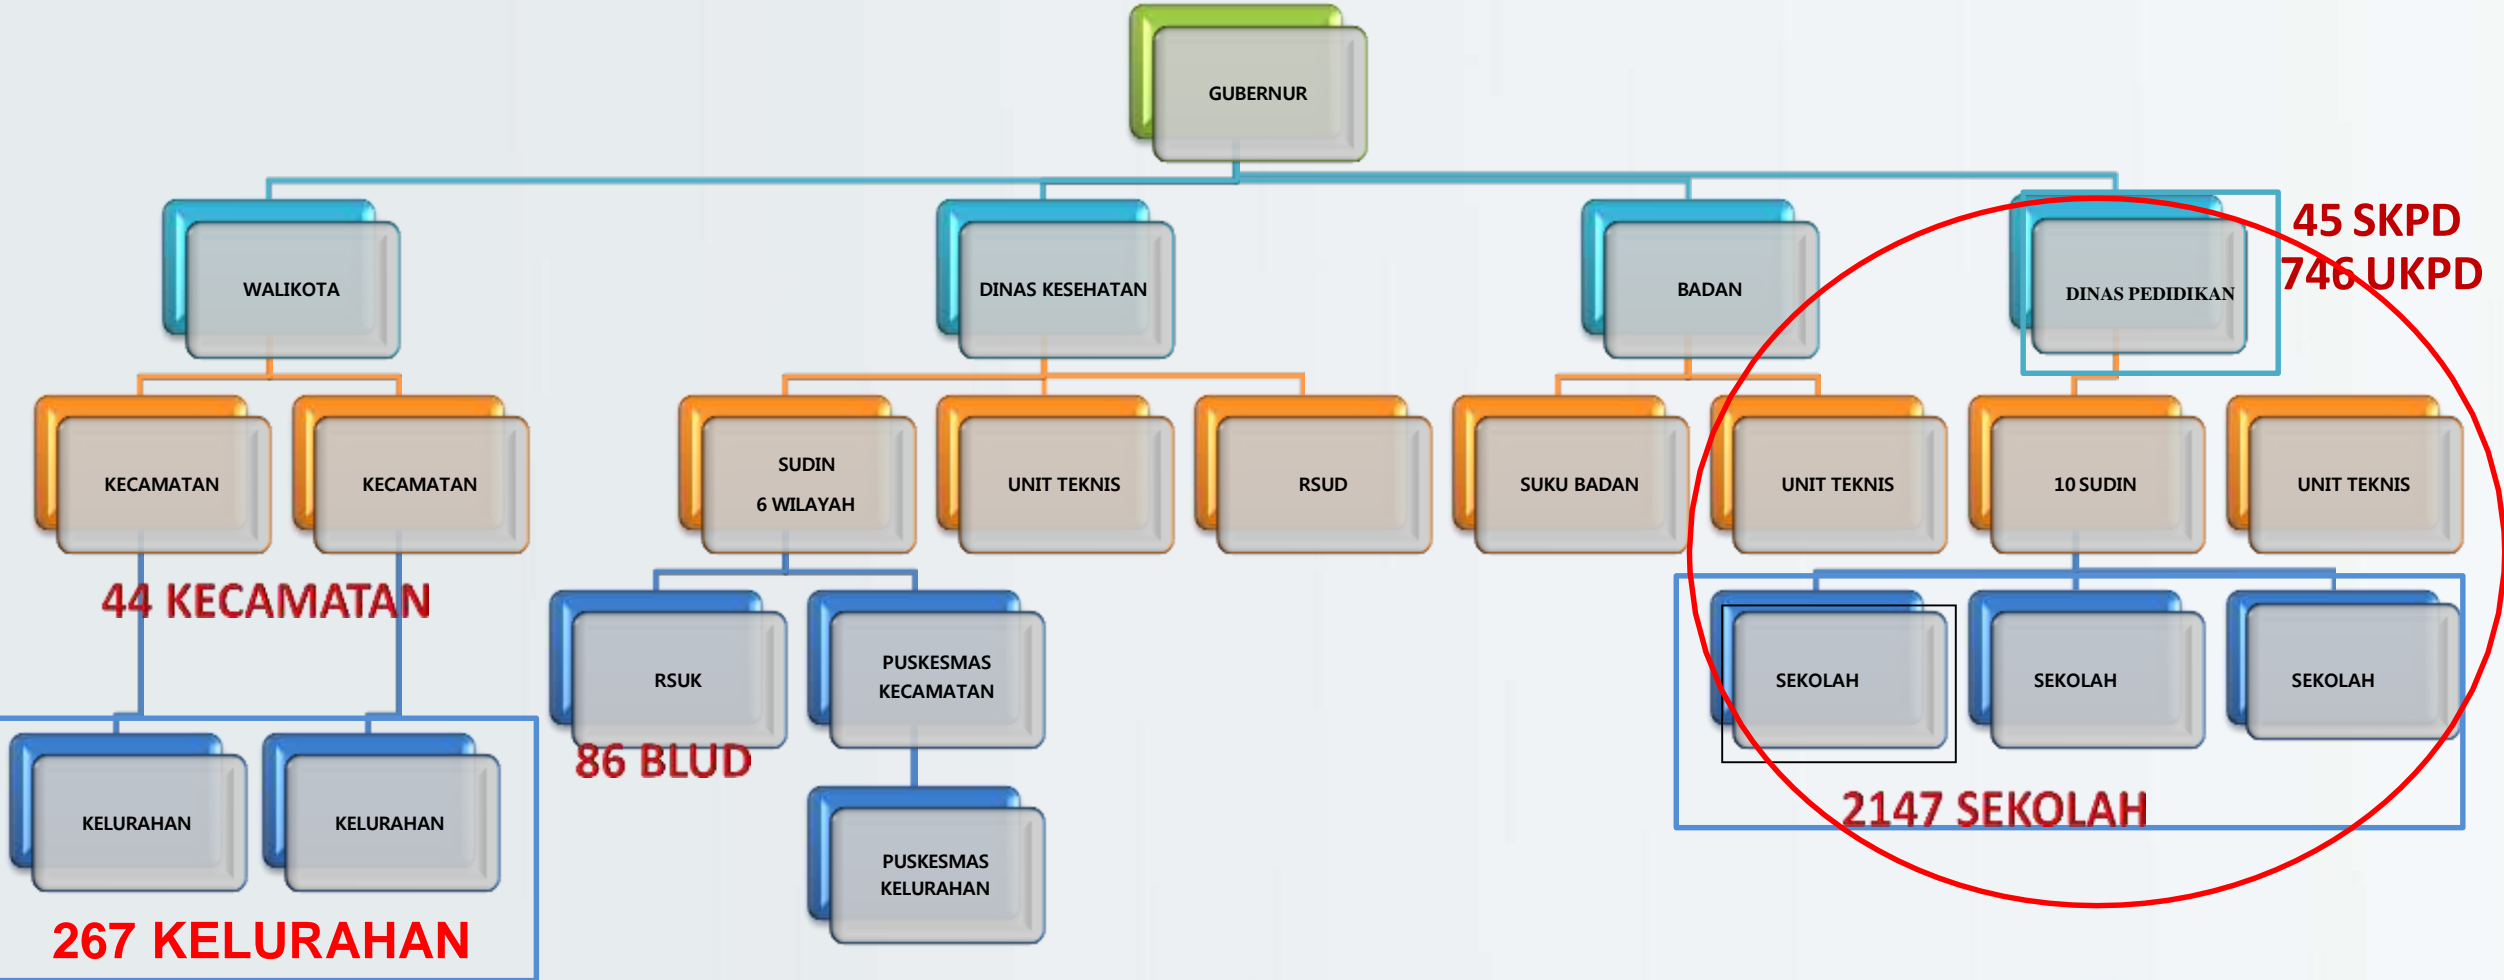 GUBERNUR
WALIKOTA
DINAS KESEHATAN
BADAN
DINAS PEDIDIKAN
45 SKPD
746 UKPD
KECAMATAN
KECAMATAN
SUDIN
6 WILAYAH
UNIT TEKNIS
RSUD
SUKU BADAN
UNIT TEKNIS
10 SUDIN
UNIT TEKNIS
44 KECAMATAN
RSUK
PUSKESMAS
KECAMATAN
SEKOLAH
SEKOLAH
SEKOLAH
86 BLUD
2147 SEKOLAH
KELURAHAN
KELURAHAN
PUSKESMAS
KELURAHAN
267 KELURAHAN